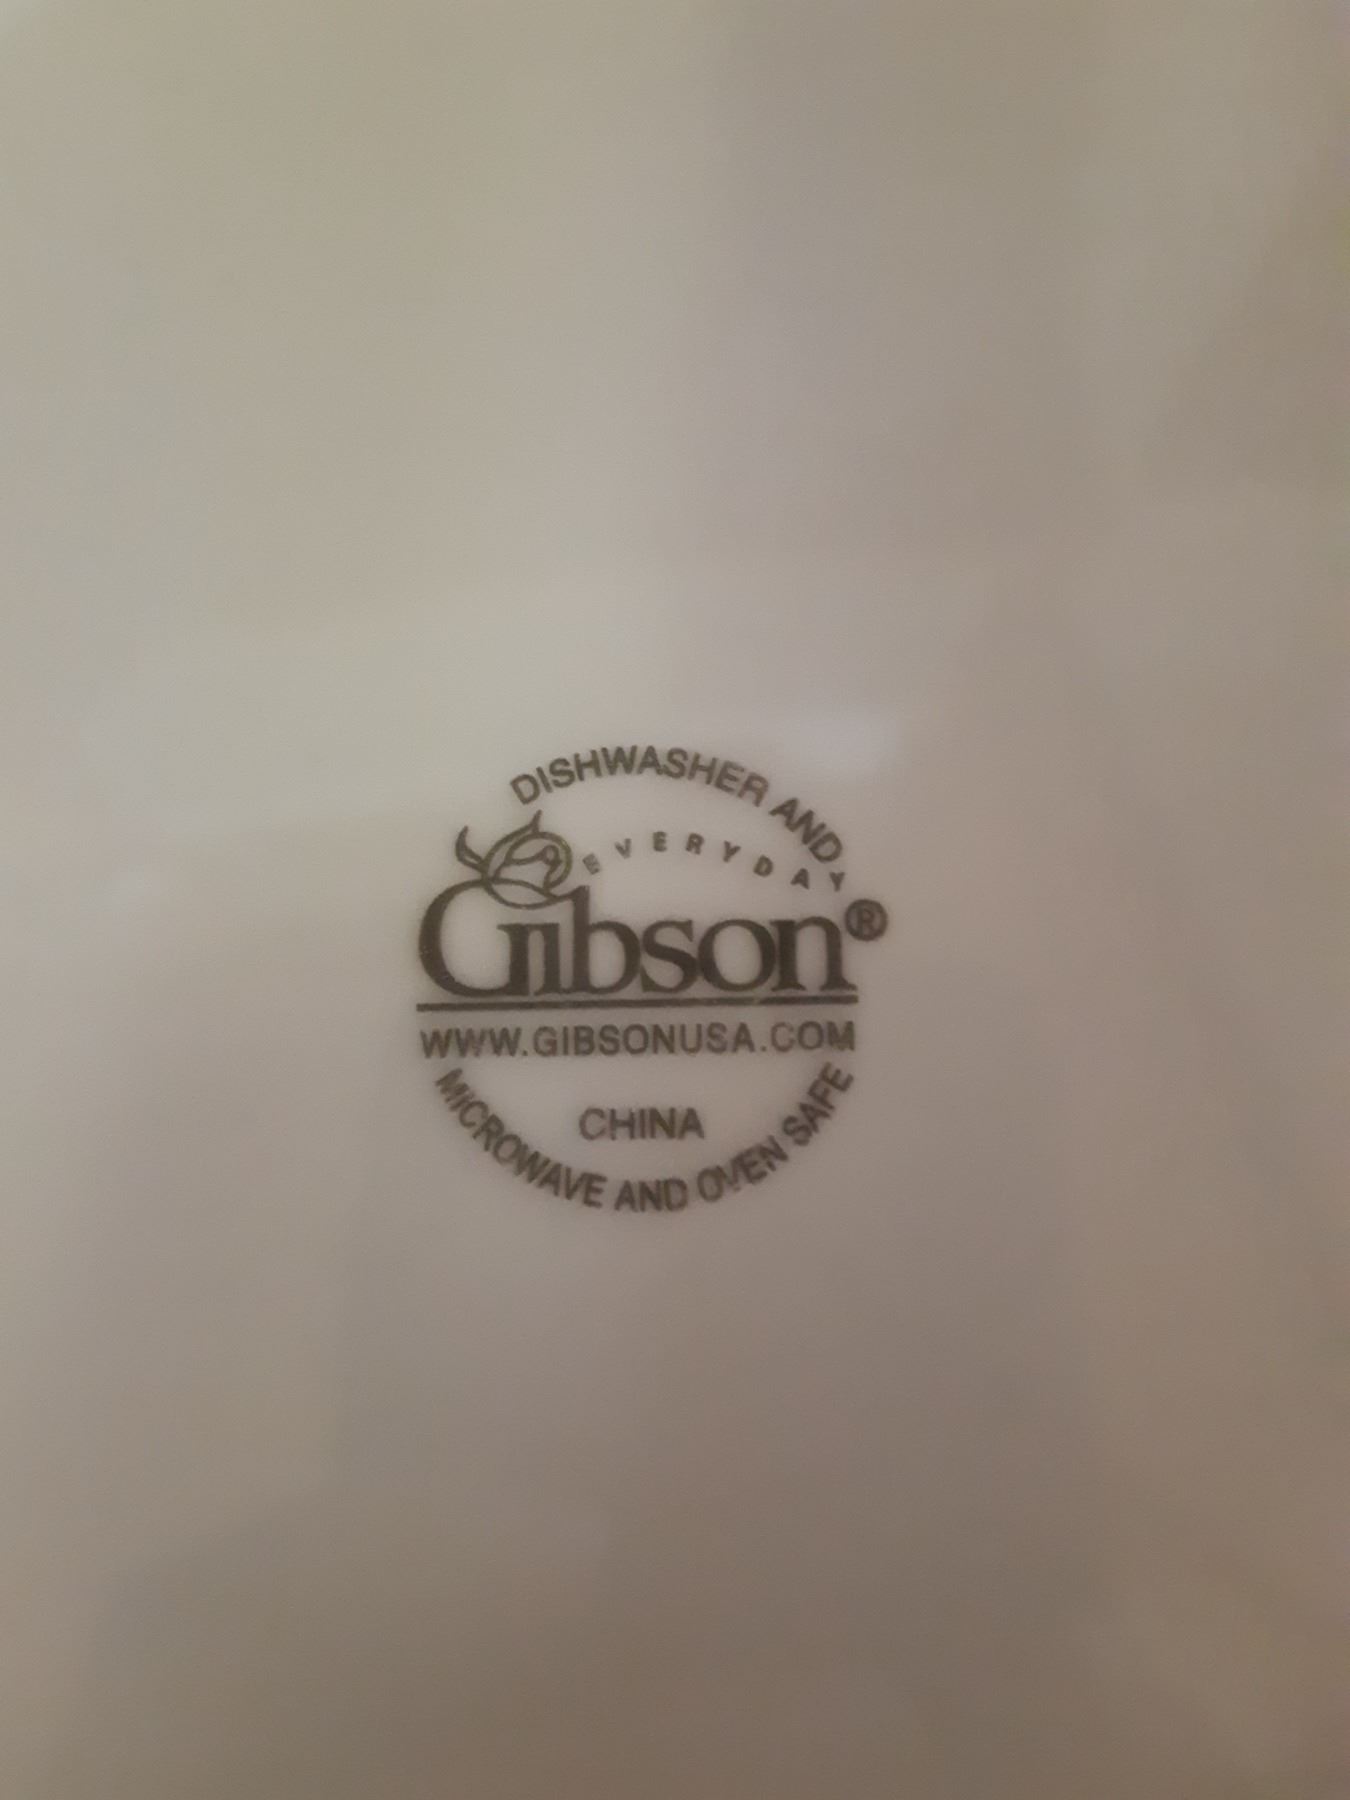 DISHWASHER AND
EVERYDAY
Gibson®
WWW.GIBSONUSA.COM
CHINA
MICROWAVE AND OVEN SAFE